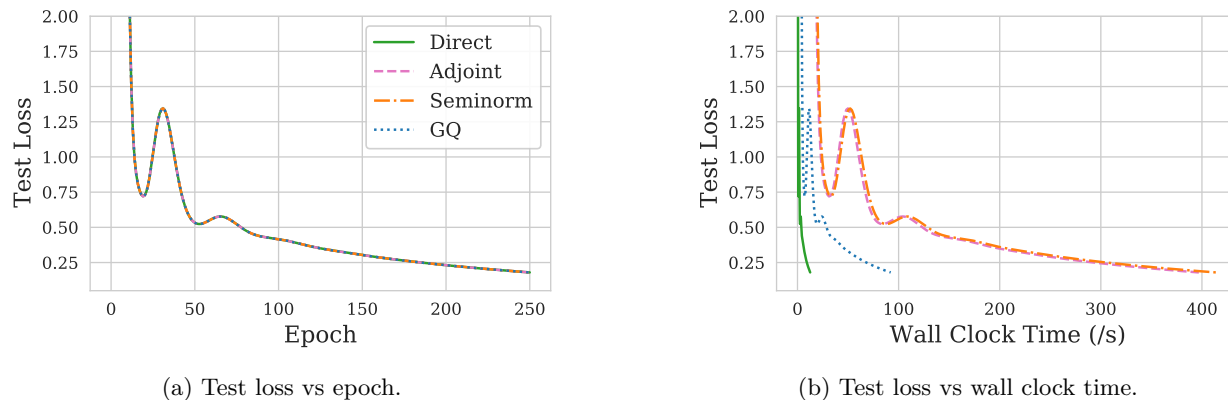 2.00
1.75
1.50
1.25
1.00
0.75
0.50
0.25
Test Loss
0 50 100 150 200 250
Epoch
Direct
Adjoint
Seminorm
GQ
(a) Test loss vs epoch.
2.00
1.75
1.50
1.25
1.00
0.75
0.50
0.25
Test Loss
0 100 200 300 400
Wall Clock Time (/s)
(b) Test loss vs wall clock time.